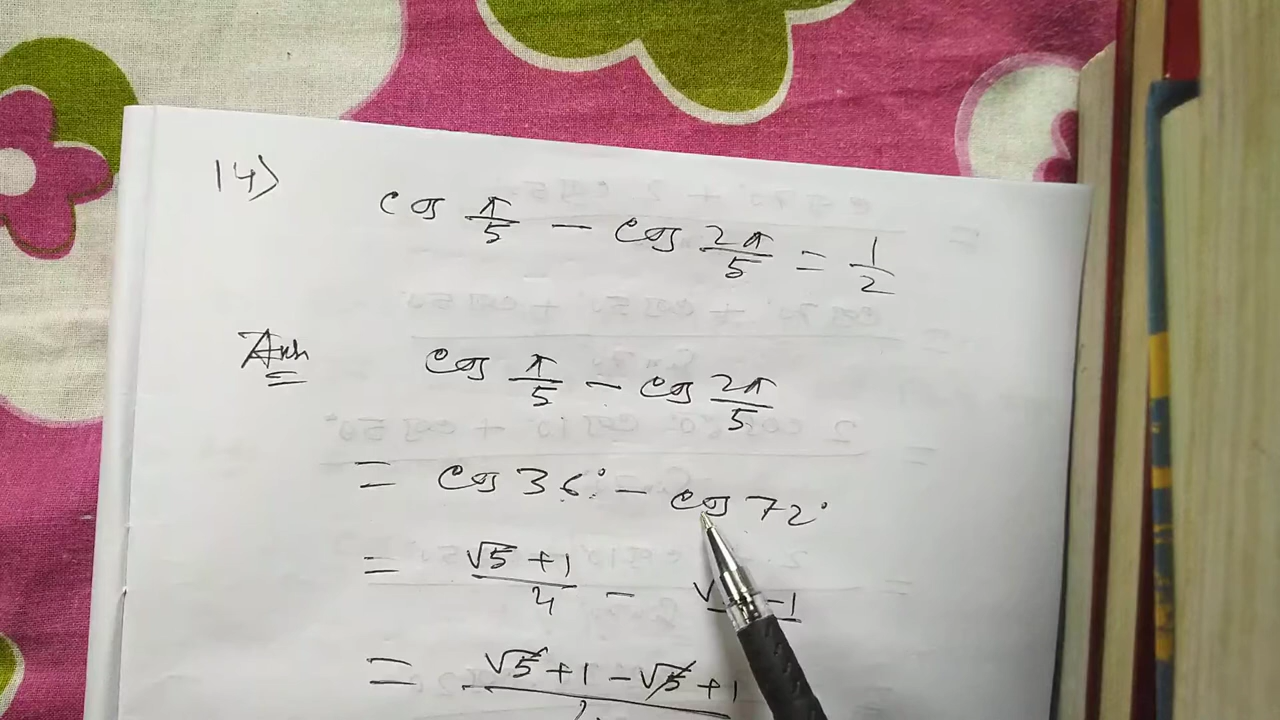 14) cos π/5 - cos 2π/5 = 1/2
Ans cos π/5 - cos 2π/5
= cos 36° - cos 72°
= √5 + 1/4 - √ - 1
= √5 + 1 - √5 + 1